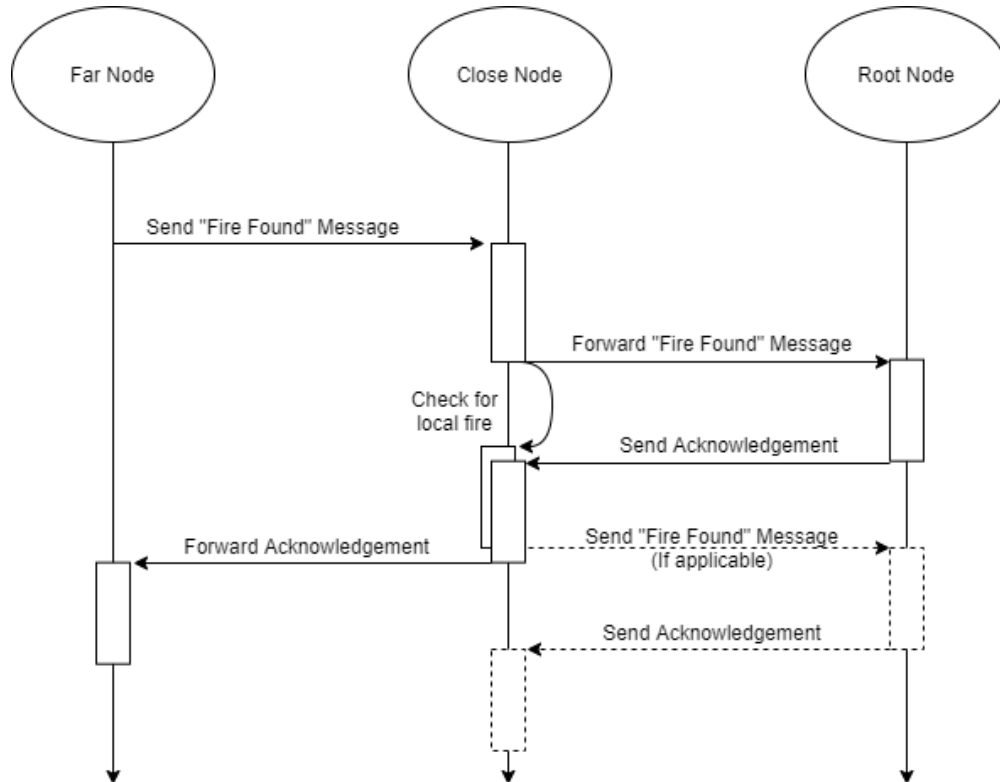 Far Node
Close Node
Root Node
Send "Fire Found" Message
Forward "Fire Found" Message
Check for
local fire
Send Acknowledgement
Forward Acknowledgement
Send "Fire Found" Message
(If applicable)
Send Acknowledgement